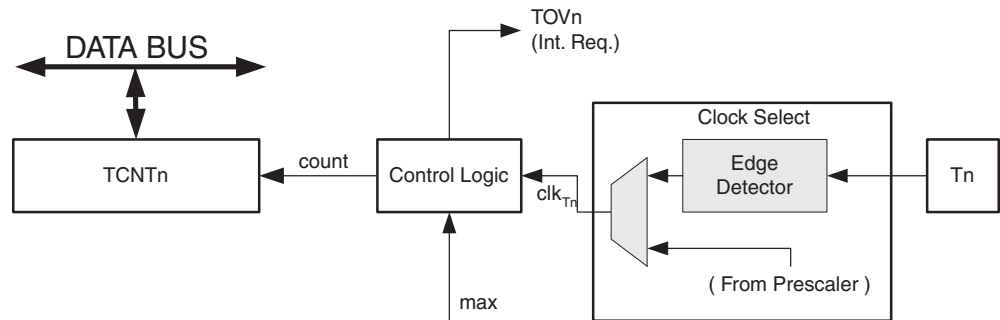 TOVn
(Int. Req.)
DATA BUS
Clock Select
TCNTn
count
Control Logic
clkTn
Edge
Detector
Tn
( From Prescaler )
max